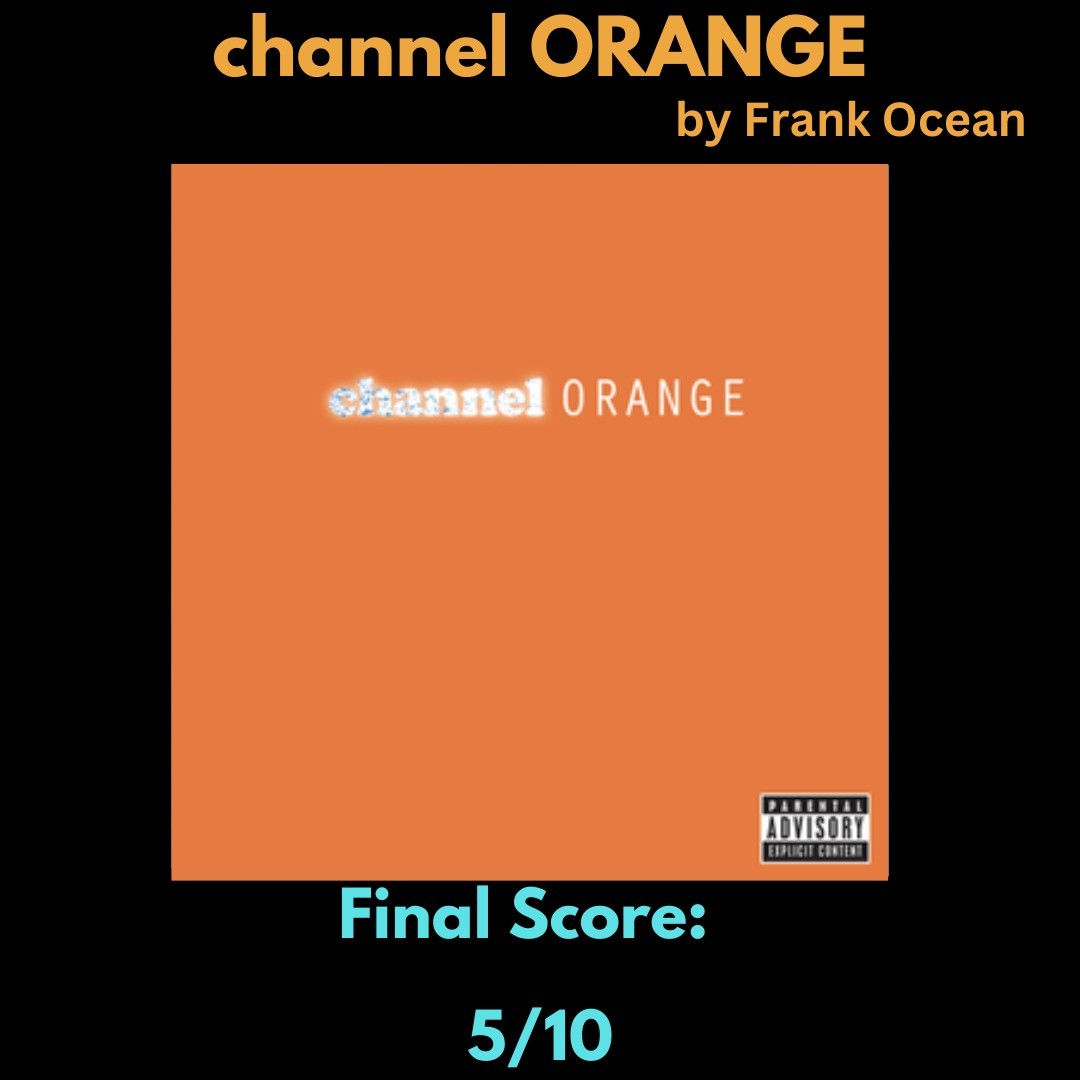 channel ORANGE
by Frank Ocean
channel ORANGE
PARENTAL
ADVISORY
EXPLICIT CONTENT
Final Score:
5/10